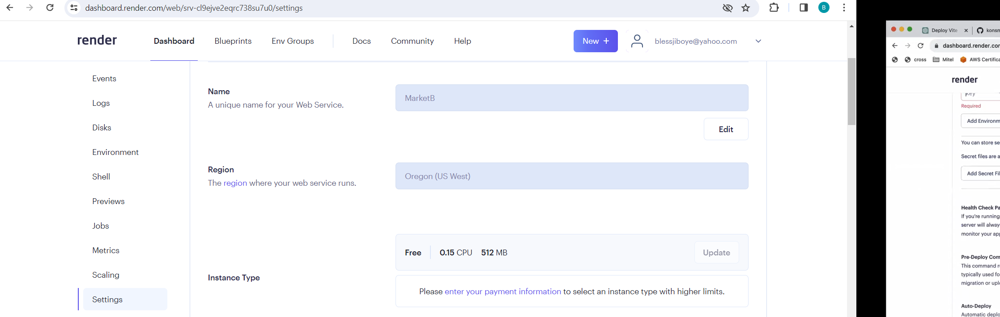 dashboard.render.com/web/srv-cl9ejve2eqrc738su7u0/settings
B
render
Dashboard
Blueprints
Env Groups
Docs
Community
Help
New +
blessjiboye@yahoo.com
Events
Logs
Disks
Environment
Shell
Previews
Jobs
Metrics
Scaling
Settings
Name
A unique name for your Web Service.
MarketB
Edit
Region
The region where your web service runs.
Oregon (US West)
Instance Type
Free
0.15 CPU 512 MB
Update
Please enter your payment information to select an instance type with higher limits.
Deploy Vite
konsm
dashboard.render.com
cross
Mitel
AWS Certifica
render
Key
Required
Add Environm
You can store se
Secret files are a
Add Secret Fil
Health Check Pa
If you're running
server will always
monitor your app
Pre-Deploy Com
This command ru
typically used fo
migration or uplo
Auto-Deploy
Automatic deplo